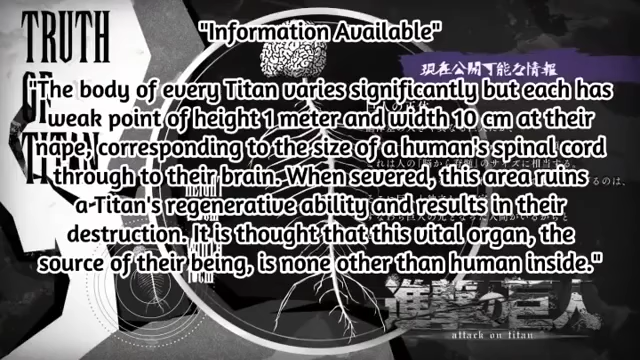 TRUTH
OF
TITAN
"Information Available"
現在公開可能な情報
"The body of every Titan varies significantly but each has
weak point of height 1 meter and width 10 cm at their
nape, corresponding to the size of a human's spinal cord
through to their brain. When severed, this area ruins
a Titan's regenerative ability and results in their
destruction. It is thought that this vital organ, the
source of their being, is none other than human inside."
進撃の巨人
attack on titan